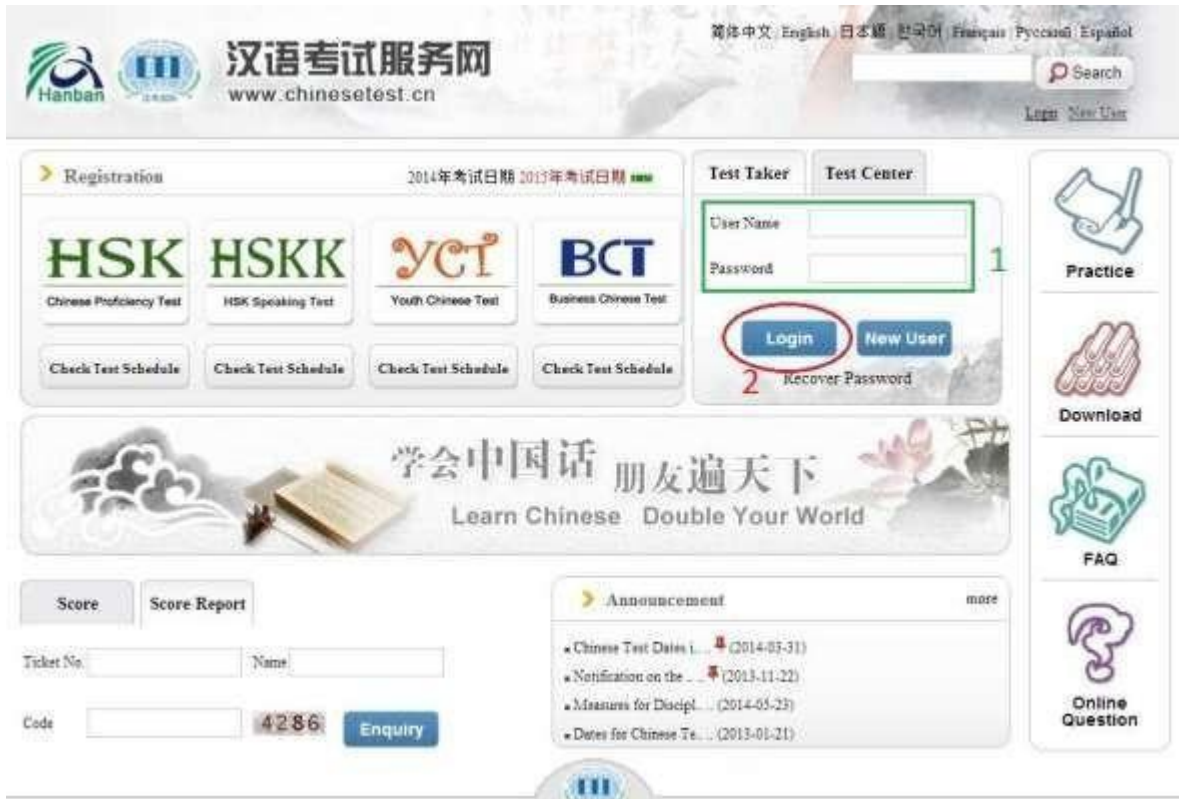 简体中文 English 日本語 한국어 Français Русский Español
Hanban
汉语考试服务网
www.chinesetest.cn
Search
Login New User
Registration
2014年考试日期 2015年考试日期
Test Taker Test Center
User Name
Password
1
HSK
Chinese Proficiency Test
HSKK
HSK Speaking Test
YCT
Youth Chinese Test
BCT
Business Chinese Test
Login New User
2
Recover Password
Check Test Schedule Check Test Schedule Check Test Schedule Check Test Schedule
Practice
Download
FAQ
Online
Question
学会中国话 朋友遍天下
Learn Chinese Double Your World
Score Score Report
Ticket No. Name
Code 4286 Enquiry
Announcement more
Chinese Test Dates i... (2014-03-31)
Notification on the ... (2013-11-22)
Measures for Discipl... (2014-05-23)
Dates for Chinese Te... (2013-01-21)